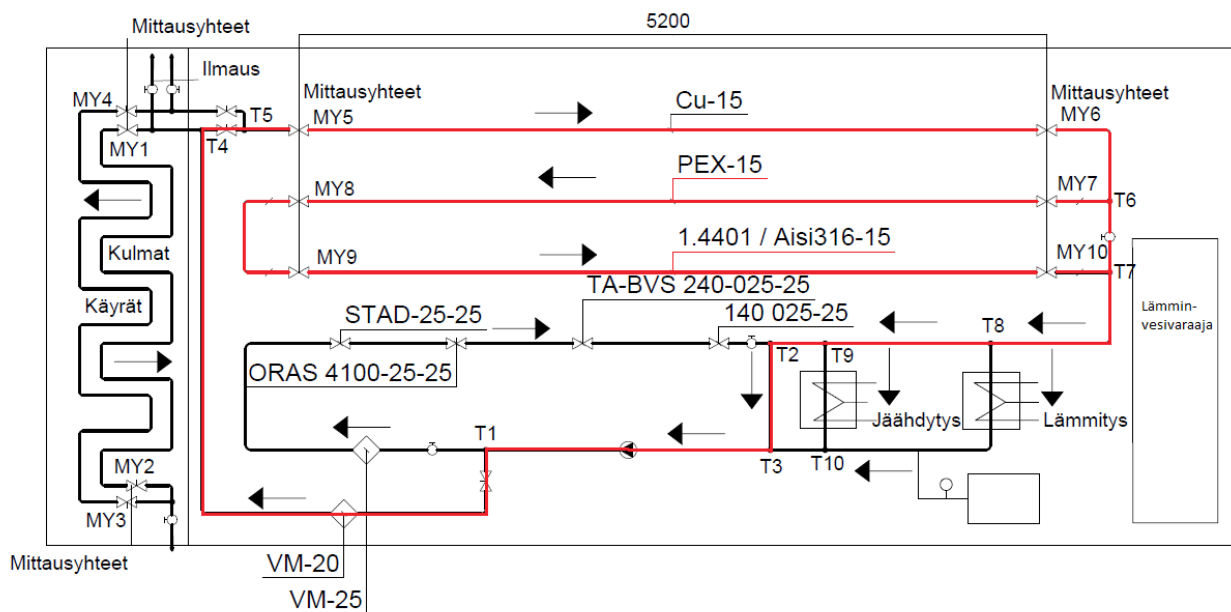 Mittausyhteet
5200
Ilmaus
Mittausyhteet
Cu-15
Mittausyhteet
MY4
T5
MY5
MY6
MY1
T4
PEX-15
MY8
MY7
T6
Kulmat
1.4401 / Aisi316-15
MY9
MY10
T7
TA-BVS 240-025-25
Käyrät
STAD-25-25
140 025-25
T8
Lämmin-
vesivaraaja
T2
T9
ORAS 4100-25-25
Jäähdytys
Lämmitys
T1
MY2
T3
T10
MY3
Mittausyhteet
VM-20
VM-25